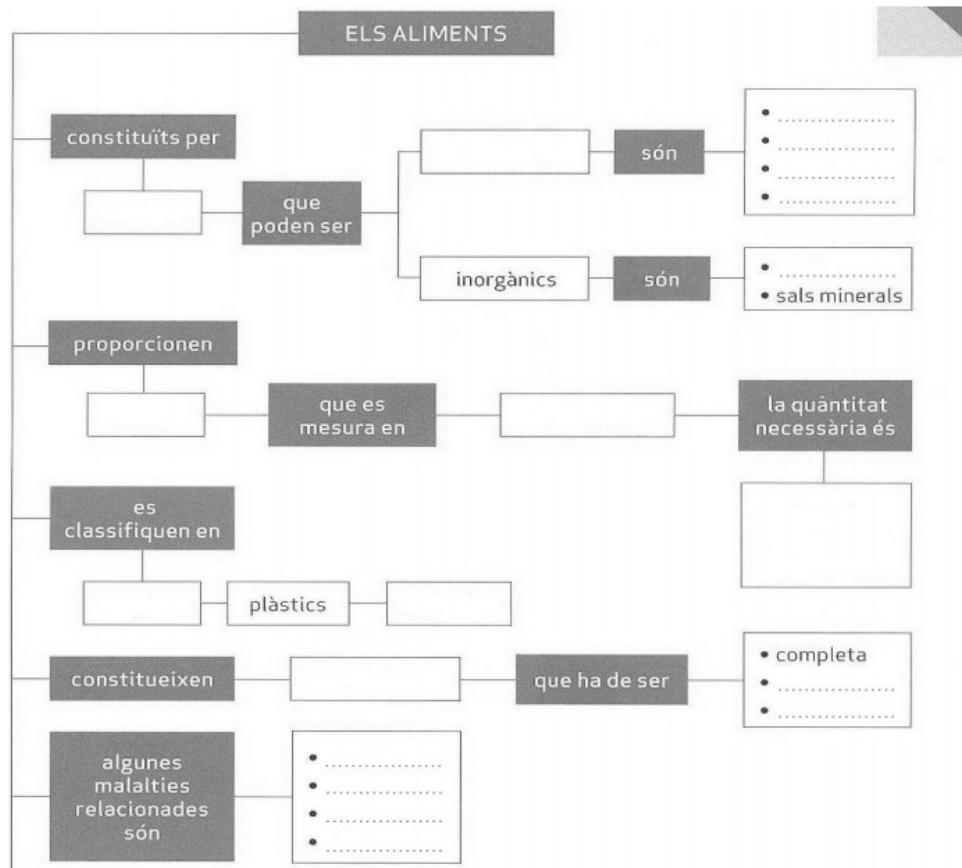 ELS ALIMENTS
constituïts per
que
poden ser
són
• ....................
• ....................
• ....................
• ....................
inorgànics
són
• ....................
• sals minerals
proporcionen
que es
mesura en
la quàntitat
necessària és
es
classifiquen en
plàstics
constitueixen
que ha de ser
• completa
• ....................
• ....................
algunes
malalties
relacionades
són
• ....................
• ....................
• ....................
• ....................